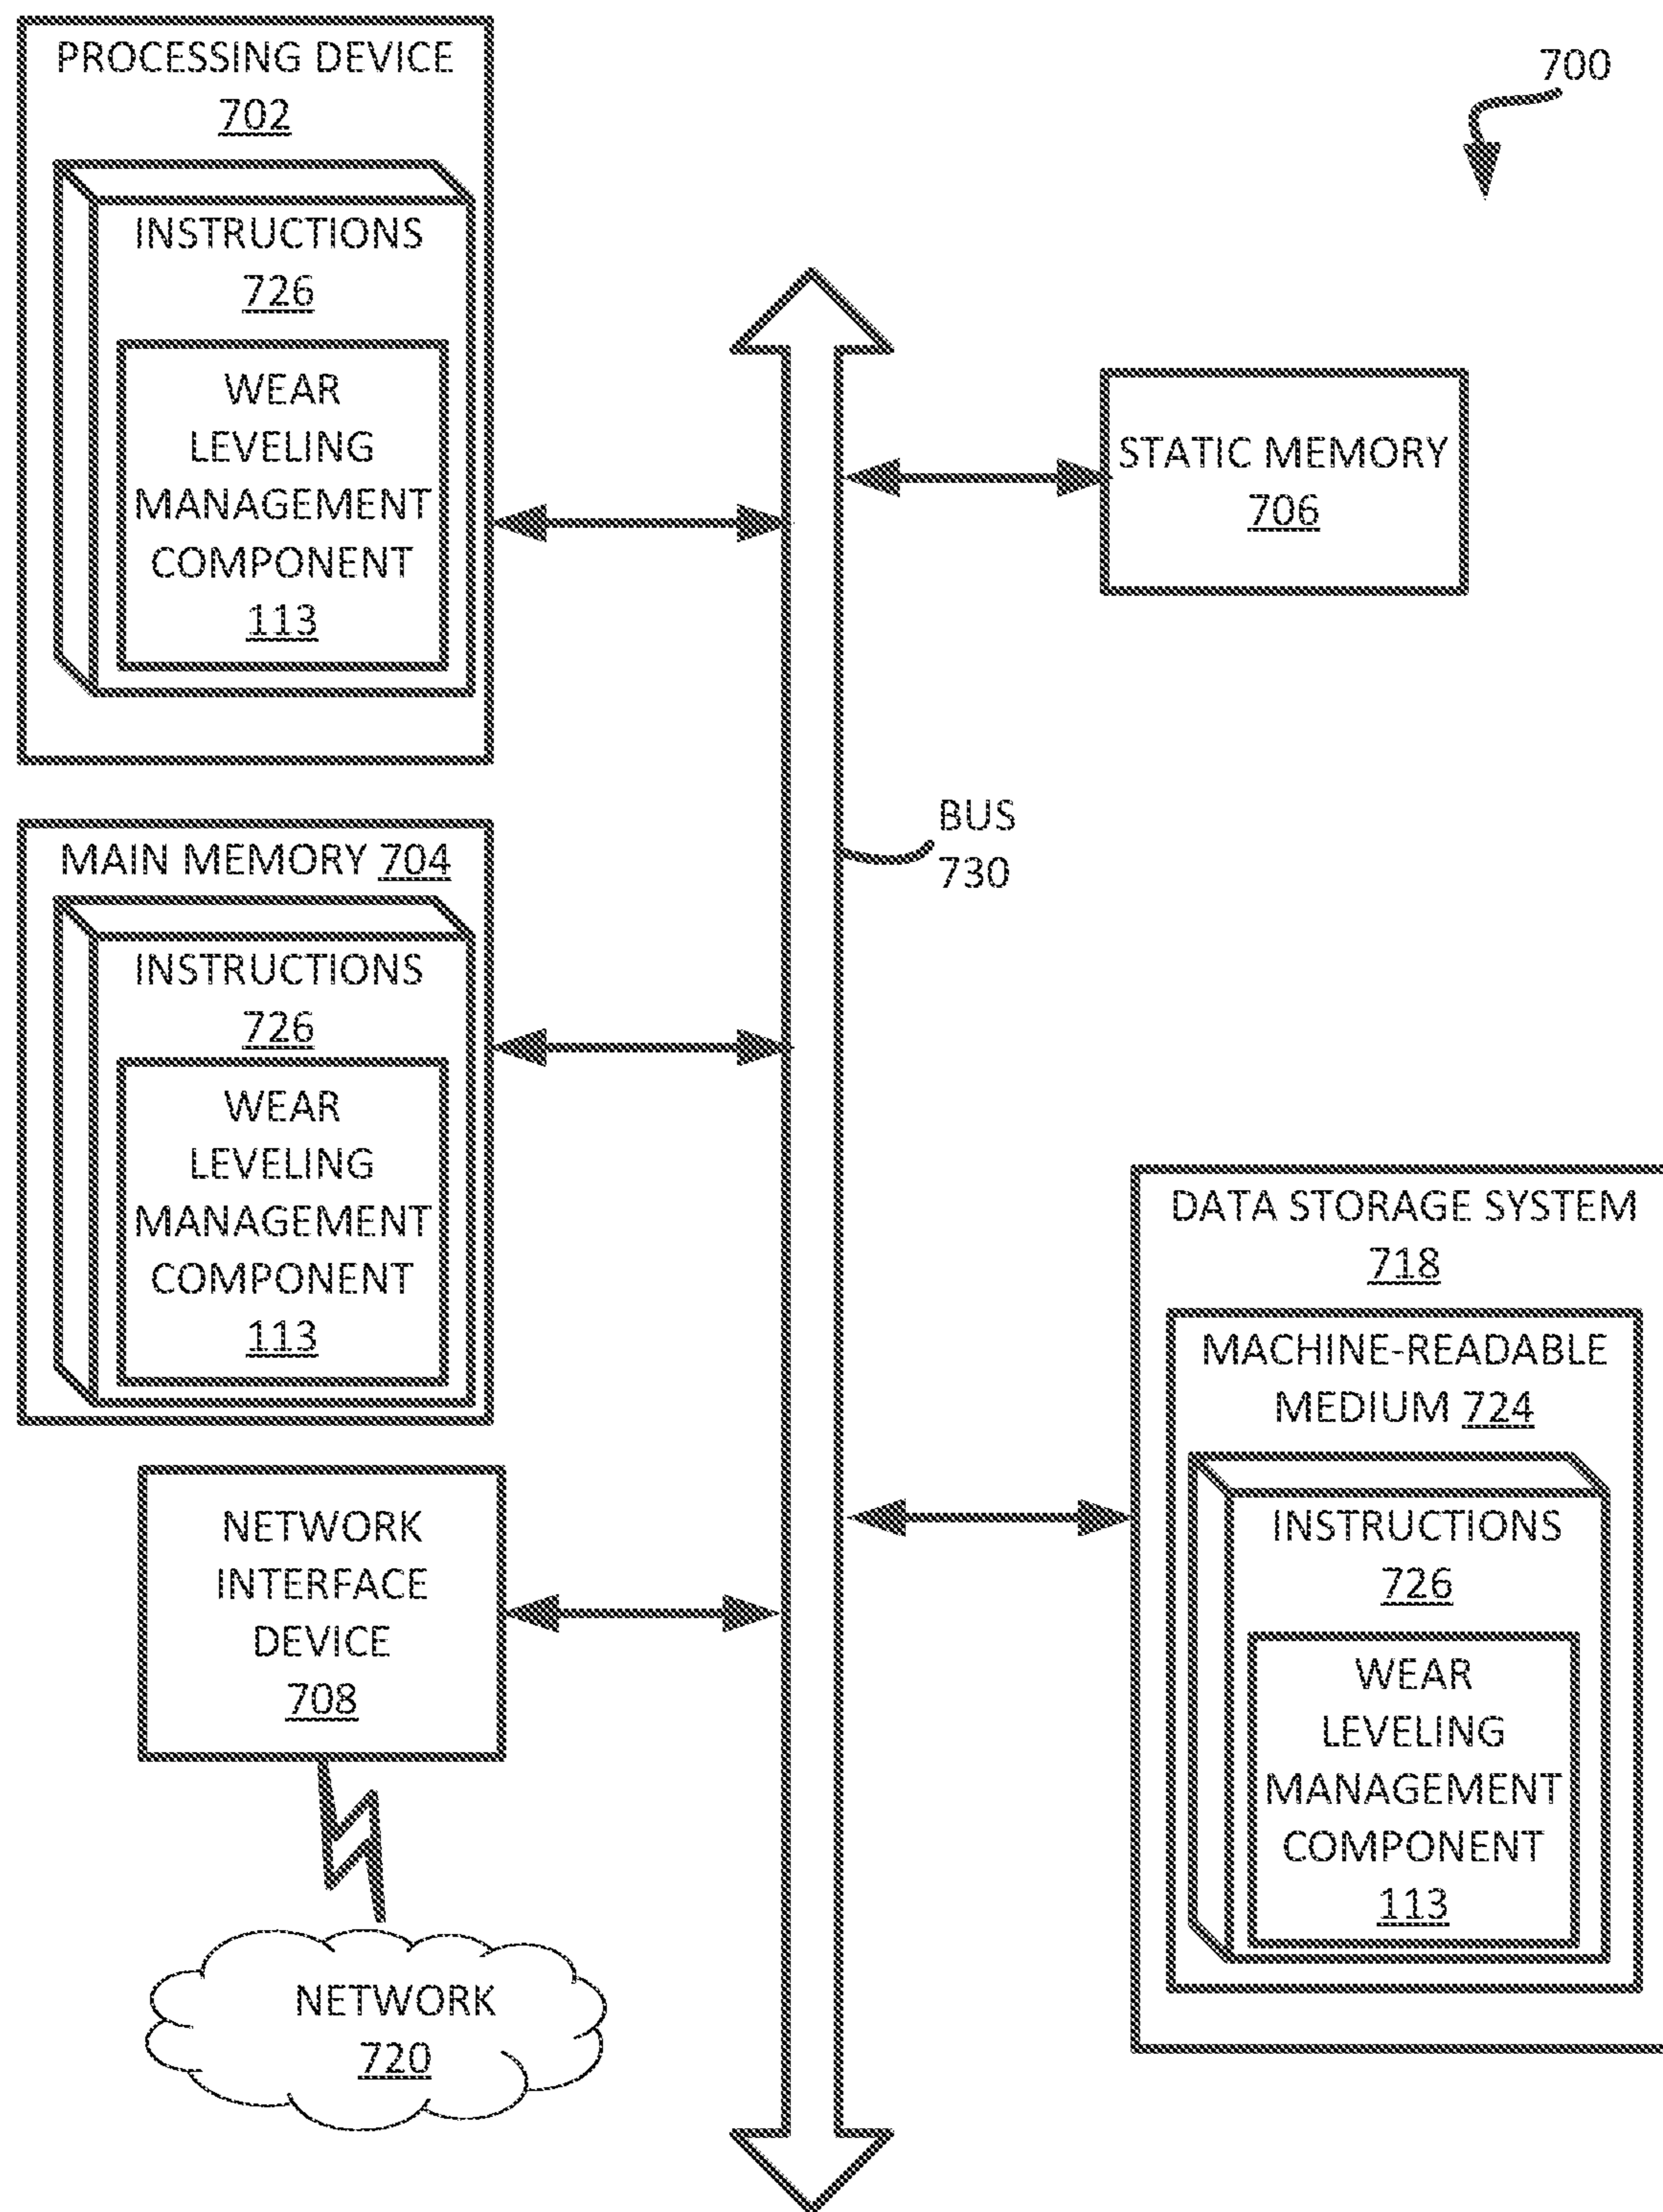 PROCESSING DEVICE
702
INSTRUCTIONS
726
WEAR
LEVELING
MANAGEMENT
COMPONENT
113
700
STATIC MEMORY
706
BUS
730
MAIN MEMORY 704
INSTRUCTIONS
726
WEAR
LEVELING
MANAGEMENT
COMPONENT
113
DATA STORAGE SYSTEM
718
MACHINE-READABLE
MEDIUM 724
INSTRUCTIONS
726
WEAR
LEVELING
MANAGEMENT
COMPONENT
113
NETWORK
INTERFACE
DEVICE
708
NETWORK
720